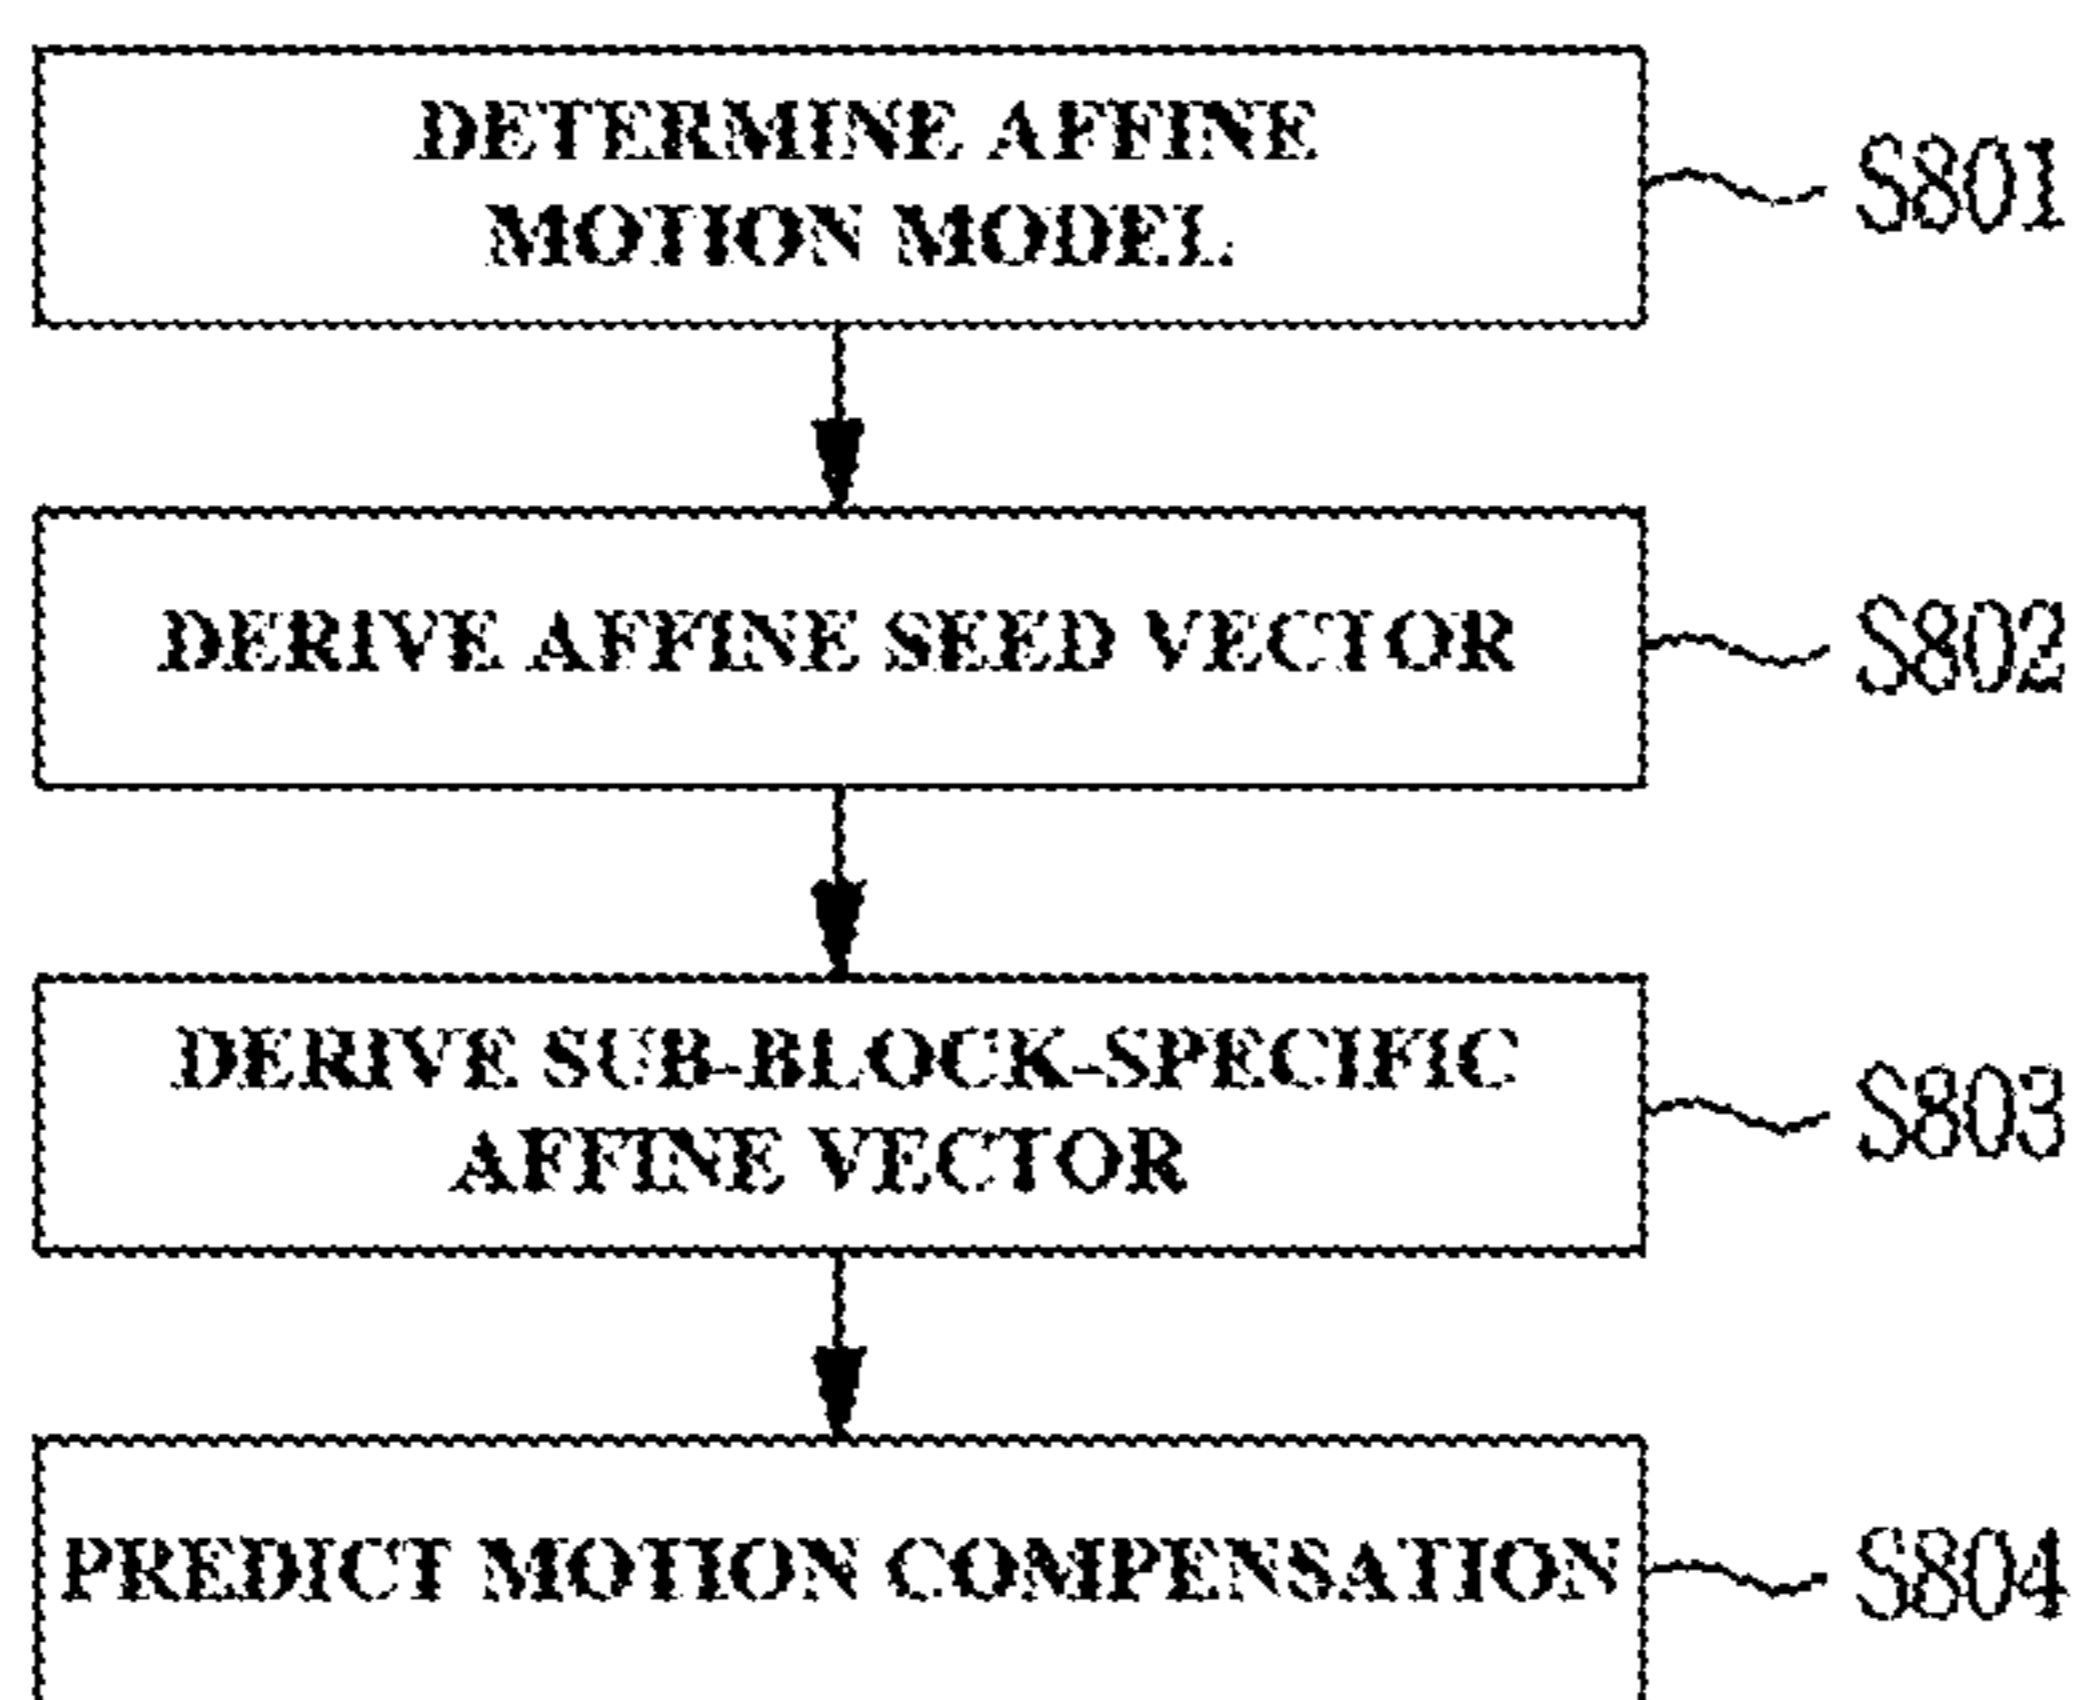 DETERMINE AFFINE
MOTION MODEL
S801
DERIVE AFFINE SEED VECTOR
S802
DERIVE SUB-BLOCK-SPECIFIC
AFFINE VECTOR
S803
PREDICT MOTION COMPENSATION
S804